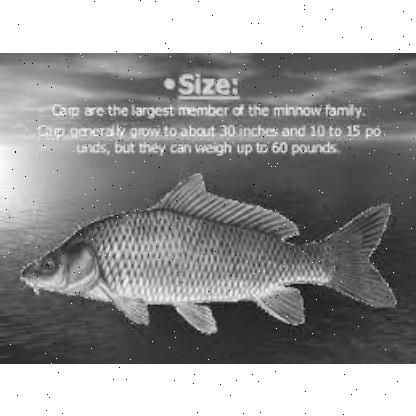 •Size:
Carp are the largest member of the minnow family.
Carp generally grow to about 30 inches and 10 to 15 po
unds, but they can weigh up to 60 pounds.